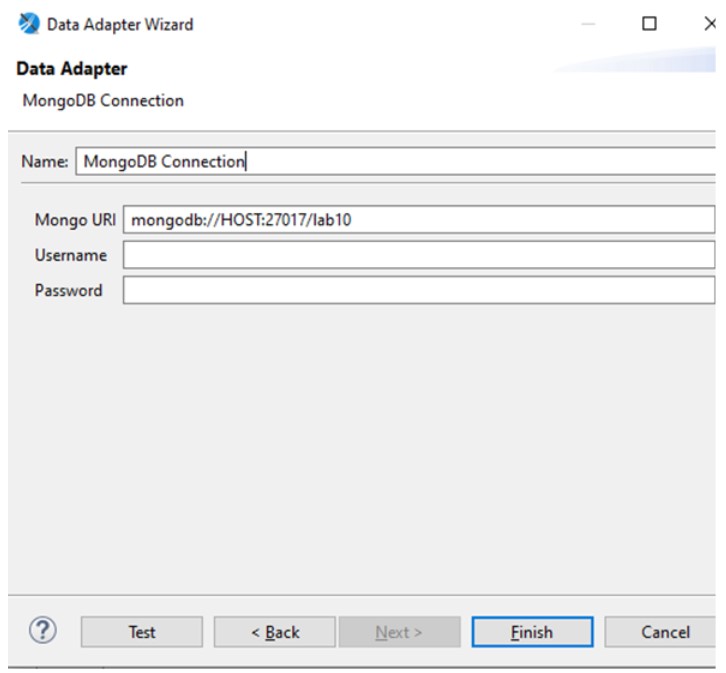 Data Adapter Wizard
Data Adapter
MongoDB Connection
Name: MongoDB Connection
Mongo URI mongodb://HOST:27017/lab10
Username
Password
? Test < Back Next > Finish Cancel